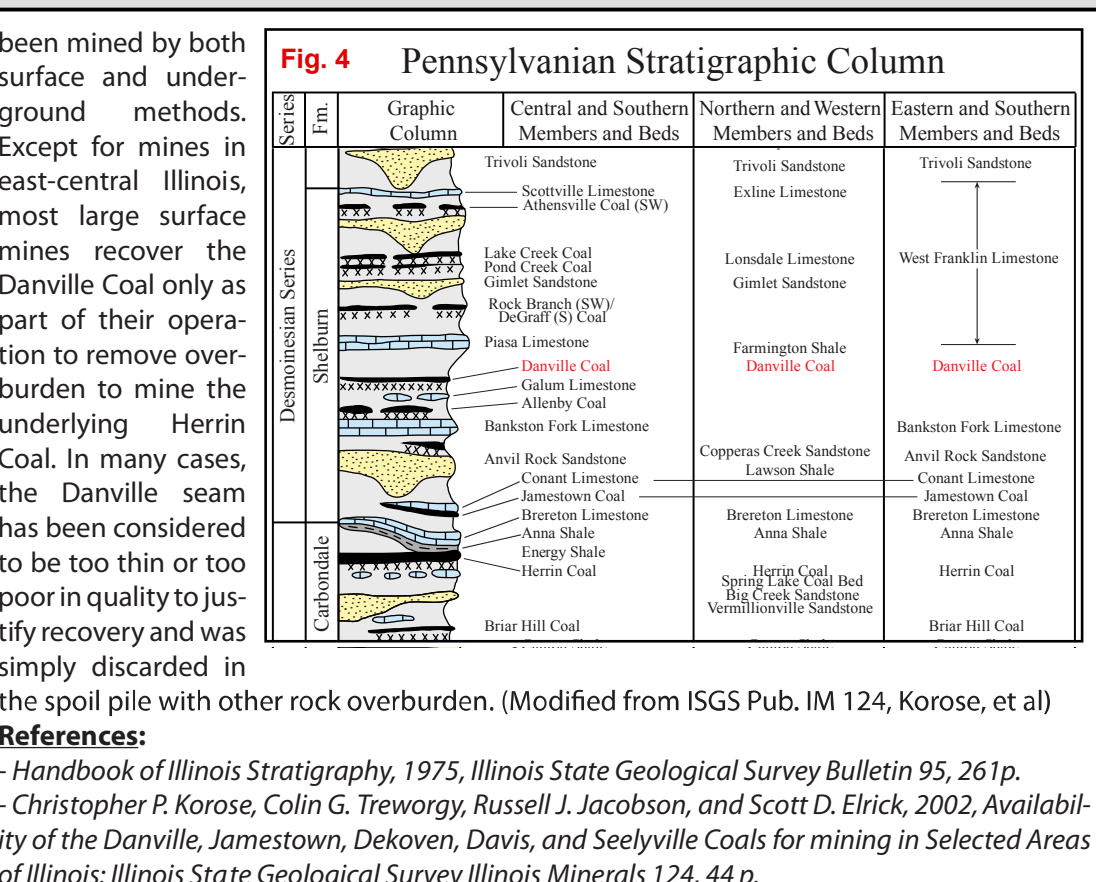 been mined by both
surface and under-
ground methods.
Except for mines in
east-central Illinois,
most large surface
mines recover the
Danville Coal only as
part of their opera-
tion to remove over-
burden to mine the
underlying Herrin
Coal. In many cases,
the Danville seam
has been considered
to be too thin or too
poor in quality to jus-
tify recovery and was
simply discarded in
the spoil pile with other rock overburden. (Modified from ISGS Pub. IM 124, Korose, et al)
Fig. 4 Pennsylvanian Stratigraphic Column
Series
Fm.
Graphic
Column
Central and Southern
Members and Beds
Northern and Western
Members and Beds
Eastern and Southern
Members and Beds
Desmoinesian Series
Shelburn
Carbondale
Trivoli Sandstone
Scottville Limestone
Athensville Coal (SW)
Lake Creek Coal
Pond Creek Coal
Gimlet Sandstone
Rock Branch (SW)/
DeGraff (S) Coal
Piasa Limestone
Danville Coal
Galum Limestone
Allenby Coal
Bankston Fork Limestone
Anvil Rock Sandstone
Conant Limestone
Jamestown Coal
Brereton Limestone
Anna Shale
Energy Shale
Herrin Coal
Briar Hill Coal
Trivoli Sandstone
Exline Limestone
Lonsdale Limestone
Gimlet Sandstone
Farmington Shale
Danville Coal
Copperas Creek Sandstone
Lawson Shale
Brereton Limestone
Anna Shale
Herrin Coal
Spring Lake Coal Bed
Big Creek Sandstone
Vermillionville Sandstone
Trivoli Sandstone
West Franklin Limestone
Danville Coal
Bankston Fork Limestone
Anvil Rock Sandstone
Conant Limestone
Jamestown Coal
Brereton Limestone
Anna Shale
Herrin Coal
Briar Hill Coal
References:
- Handbook of Illinois Stratigraphy, 1975, Illinois State Geological Survey Bulletin 95, 261p.
- Christopher P. Korose, Colin G. Treworgy, Russell J. Jacobson, and Scott D. Elrick, 2002, Availabil-
ity of the Danville, Jamestown, Dekoven, Davis, and Seelyville Coals for mining in Selected Areas
of Illinois: Illinois State Geological Survey Illinois Minerals 124, 44 p.